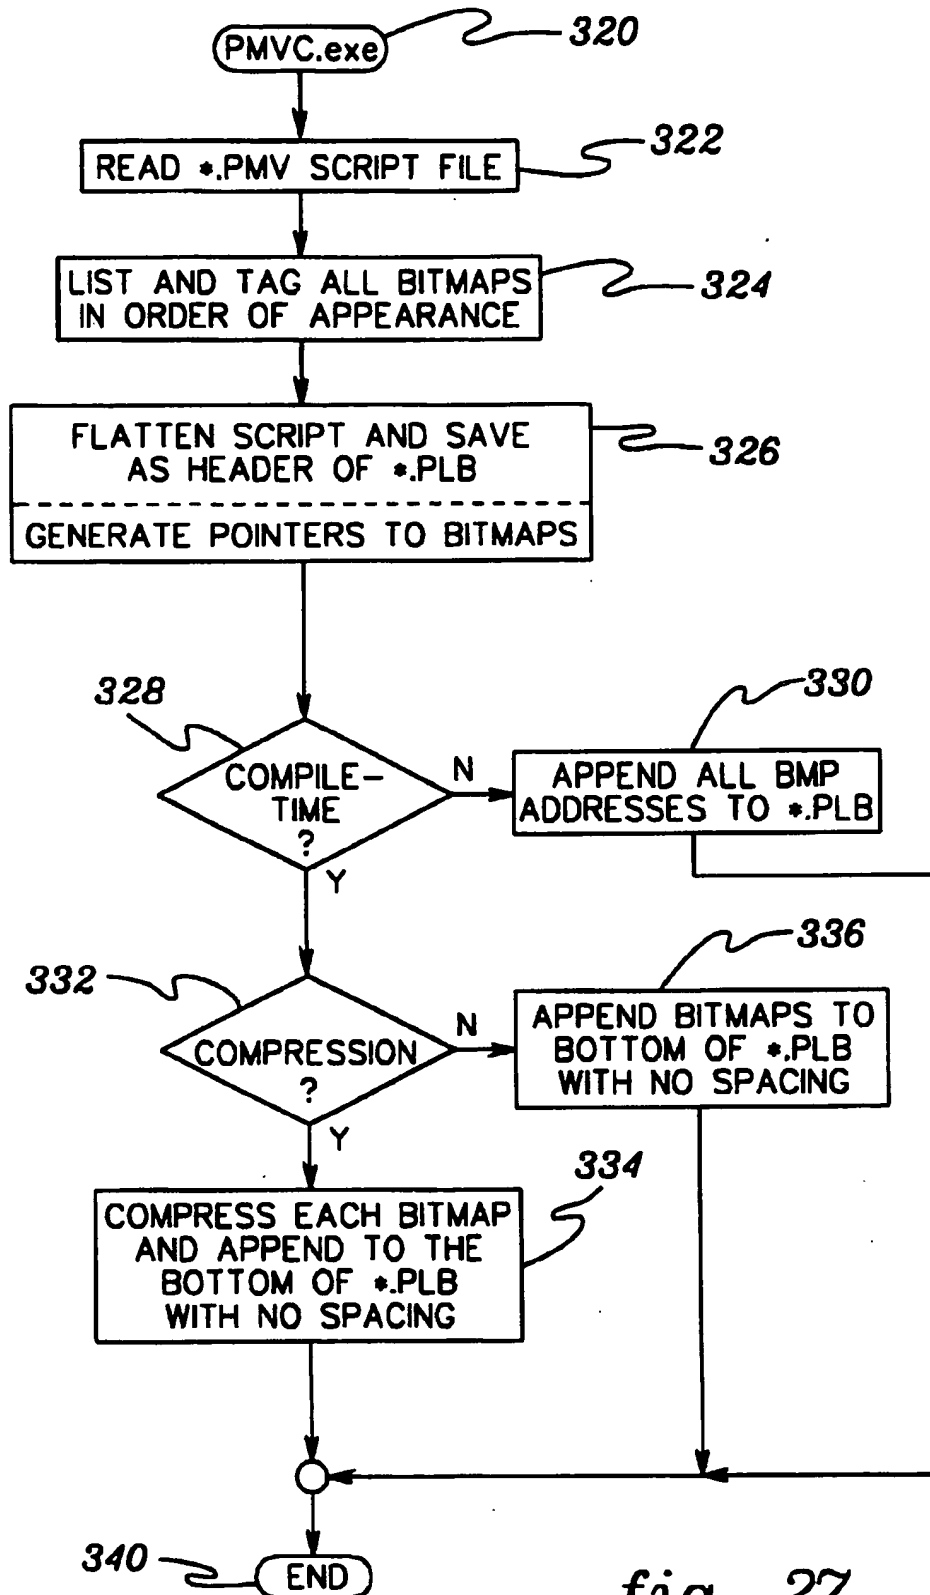 PMVC.exe
320
READ *.PMV SCRIPT FILE
322
LIST AND TAG ALL BITMAPS
IN ORDER OF APPEARANCE
324
FLATTEN SCRIPT AND SAVE
AS HEADER OF *.PLB
GENERATE POINTERS TO BITMAPS
326
328
COMPILE-
TIME
?
N
Y
330
APPEND ALL BMP
ADDRESSES TO *.PLB
332
COMPRESSION
?
N
Y
336
APPEND BITMAPS TO
BOTTOM OF *.PLB
WITH NO SPACING
334
COMPRESS EACH BITMAP
AND APPEND TO THE
BOTTOM OF *.PLB
WITH NO SPACING
340
END
fig. 27